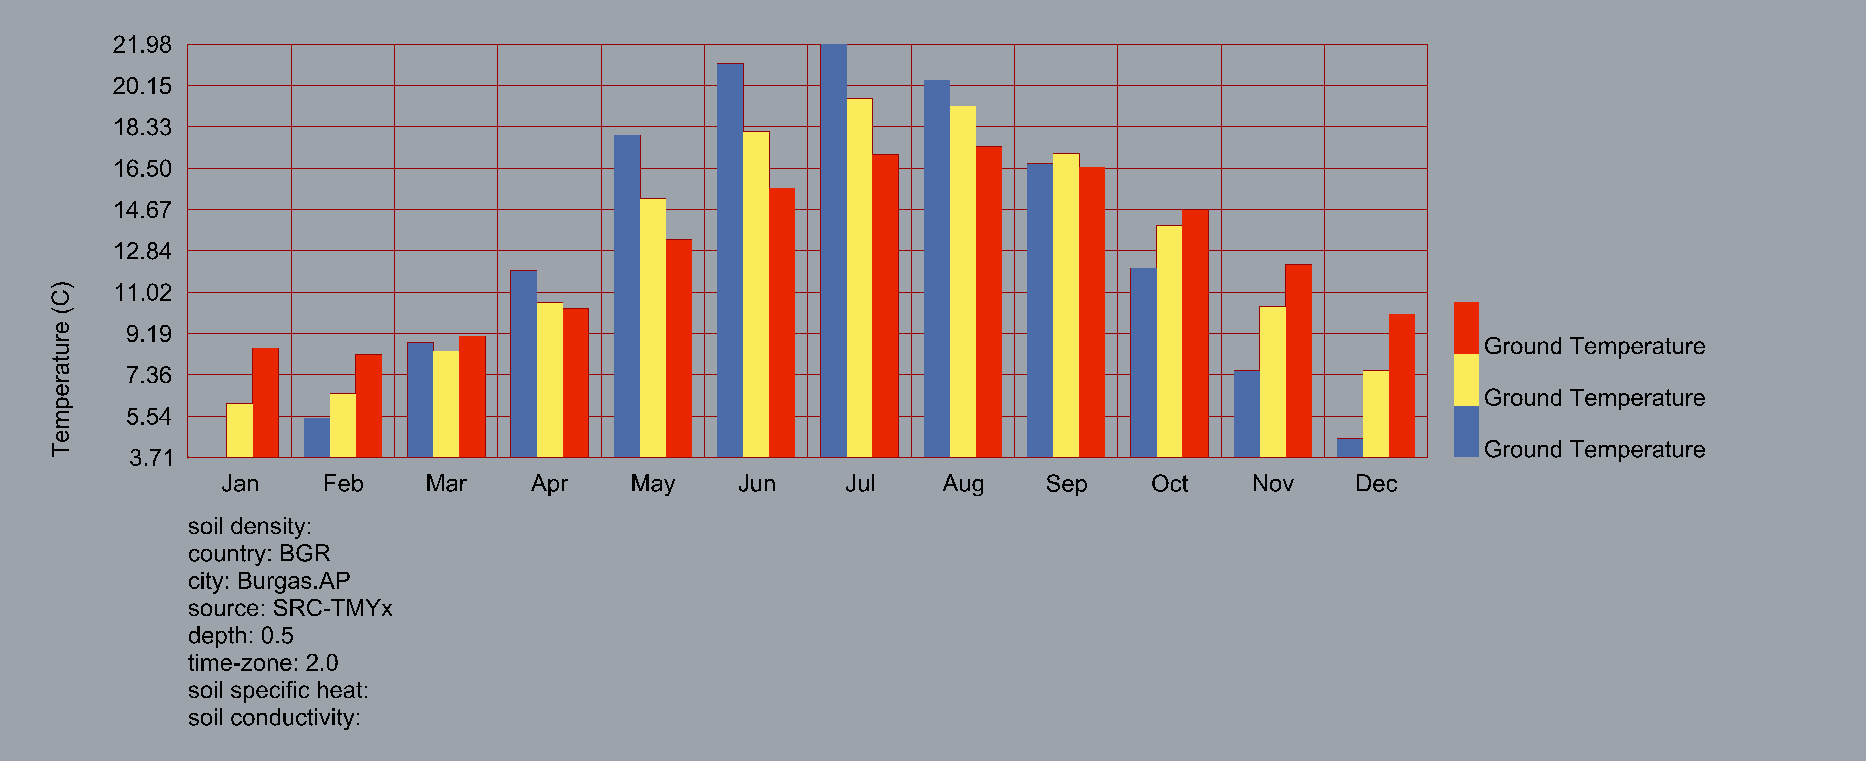 21.98
20.15
18.33
16.50
14.67
12.84
11.02
9.19
7.36
5.54
3.71
Temperature (C)
Jan Feb Mar Apr May Jun Jul Aug Sep Oct Nov Dec
Ground Temperature
Ground Temperature
Ground Temperature
soil density:
country: BGR
city: Burgas.AP
source: SRC-TMYx
depth: 0.5
time-zone: 2.0
soil specific heat:
soil conductivity: